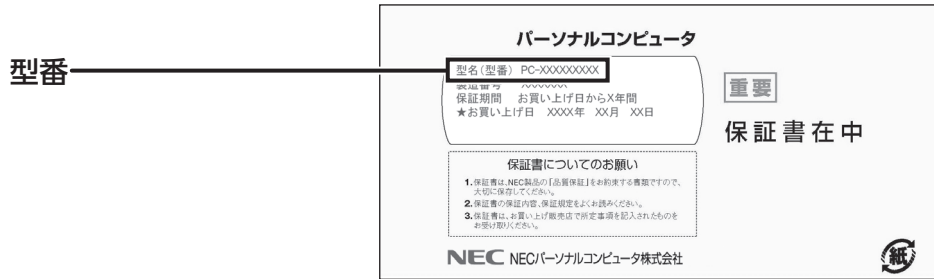 型番
パーソナルコンピュータ
型名(型番) PC-XXXXXXXXX
製造番号 XXXXXXX
保証期間 お買い上げ日からX年間
★お買い上げ日 XXXX年 XX月 XX日
重要
保証書在中
保証書についてのお願い
1.保証書は、NEC製品の「品質保証」をお約束する書類ですので、
大切に保存してください。
2.保証書の保証内容、保証規定をよくお読みください。
3.保証書は、お買い上げ販売店で所定事項を記入されたものを
お受け取りください。
NEC NECパーソナルコンピュータ株式会社
紙